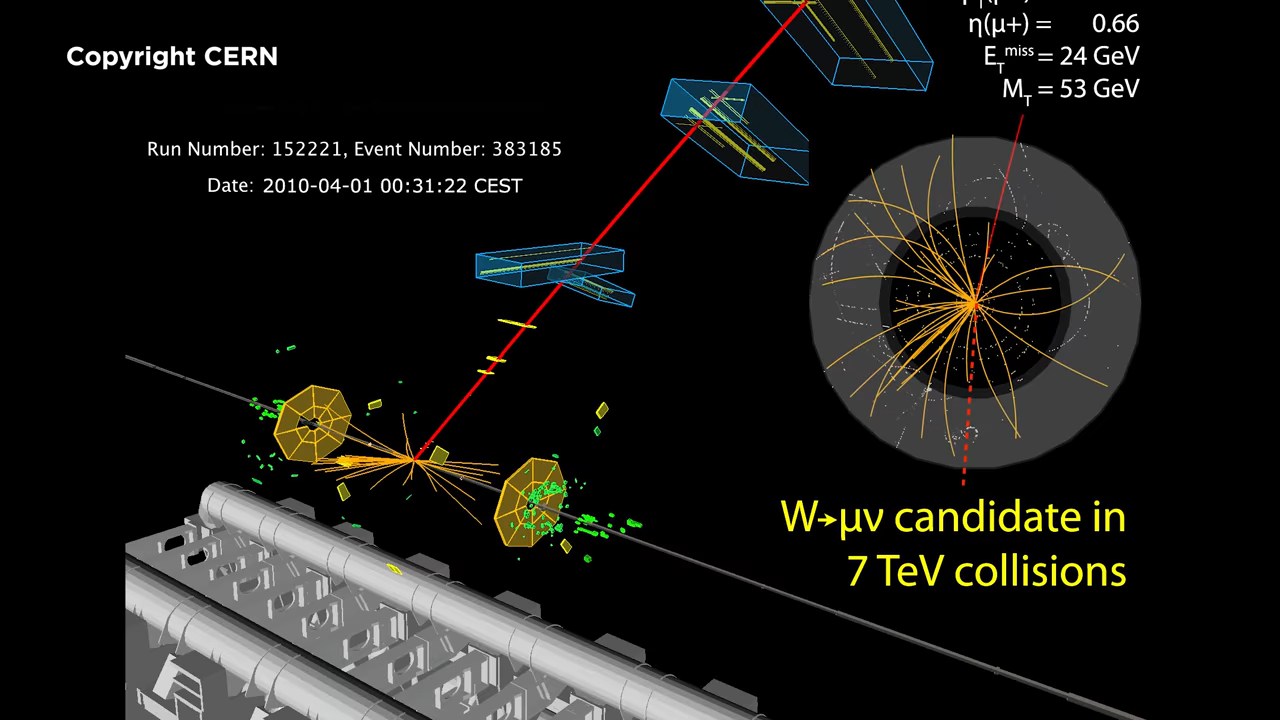 η(μ+) = 0.66
E_T^miss = 24 GeV
Copyright CERN
M_T = 53 GeV
Run Number: 152221, Event Number: 383185
Date: 2010-04-01 00:31:22 CEST
W→μν candidate in
7 TeV collisions